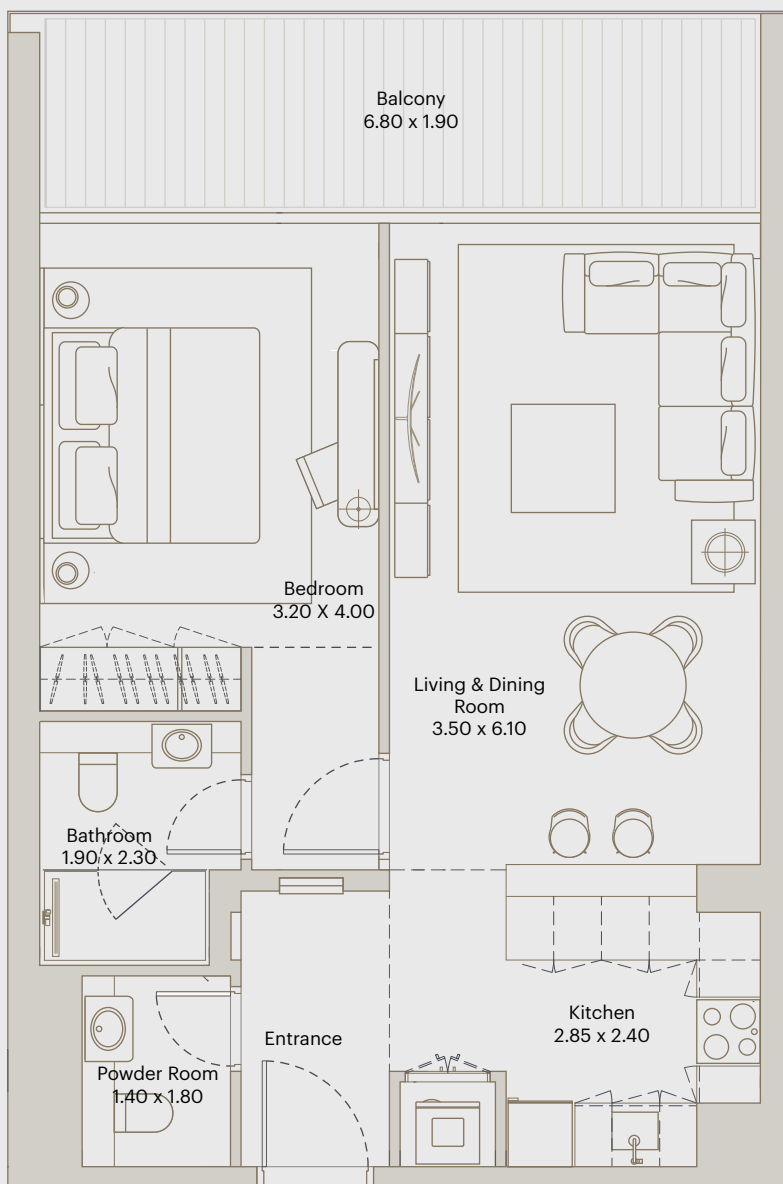 Balcony
6.80 x 1.90
Bedroom
3.20 X 4.00
Living & Dining
Room
3.50 x 6.10
Bathroom
1.90 x 2.30
Kitchen
2.85 x 2.40
Entrance
Powder Room
1.40 x 1.80